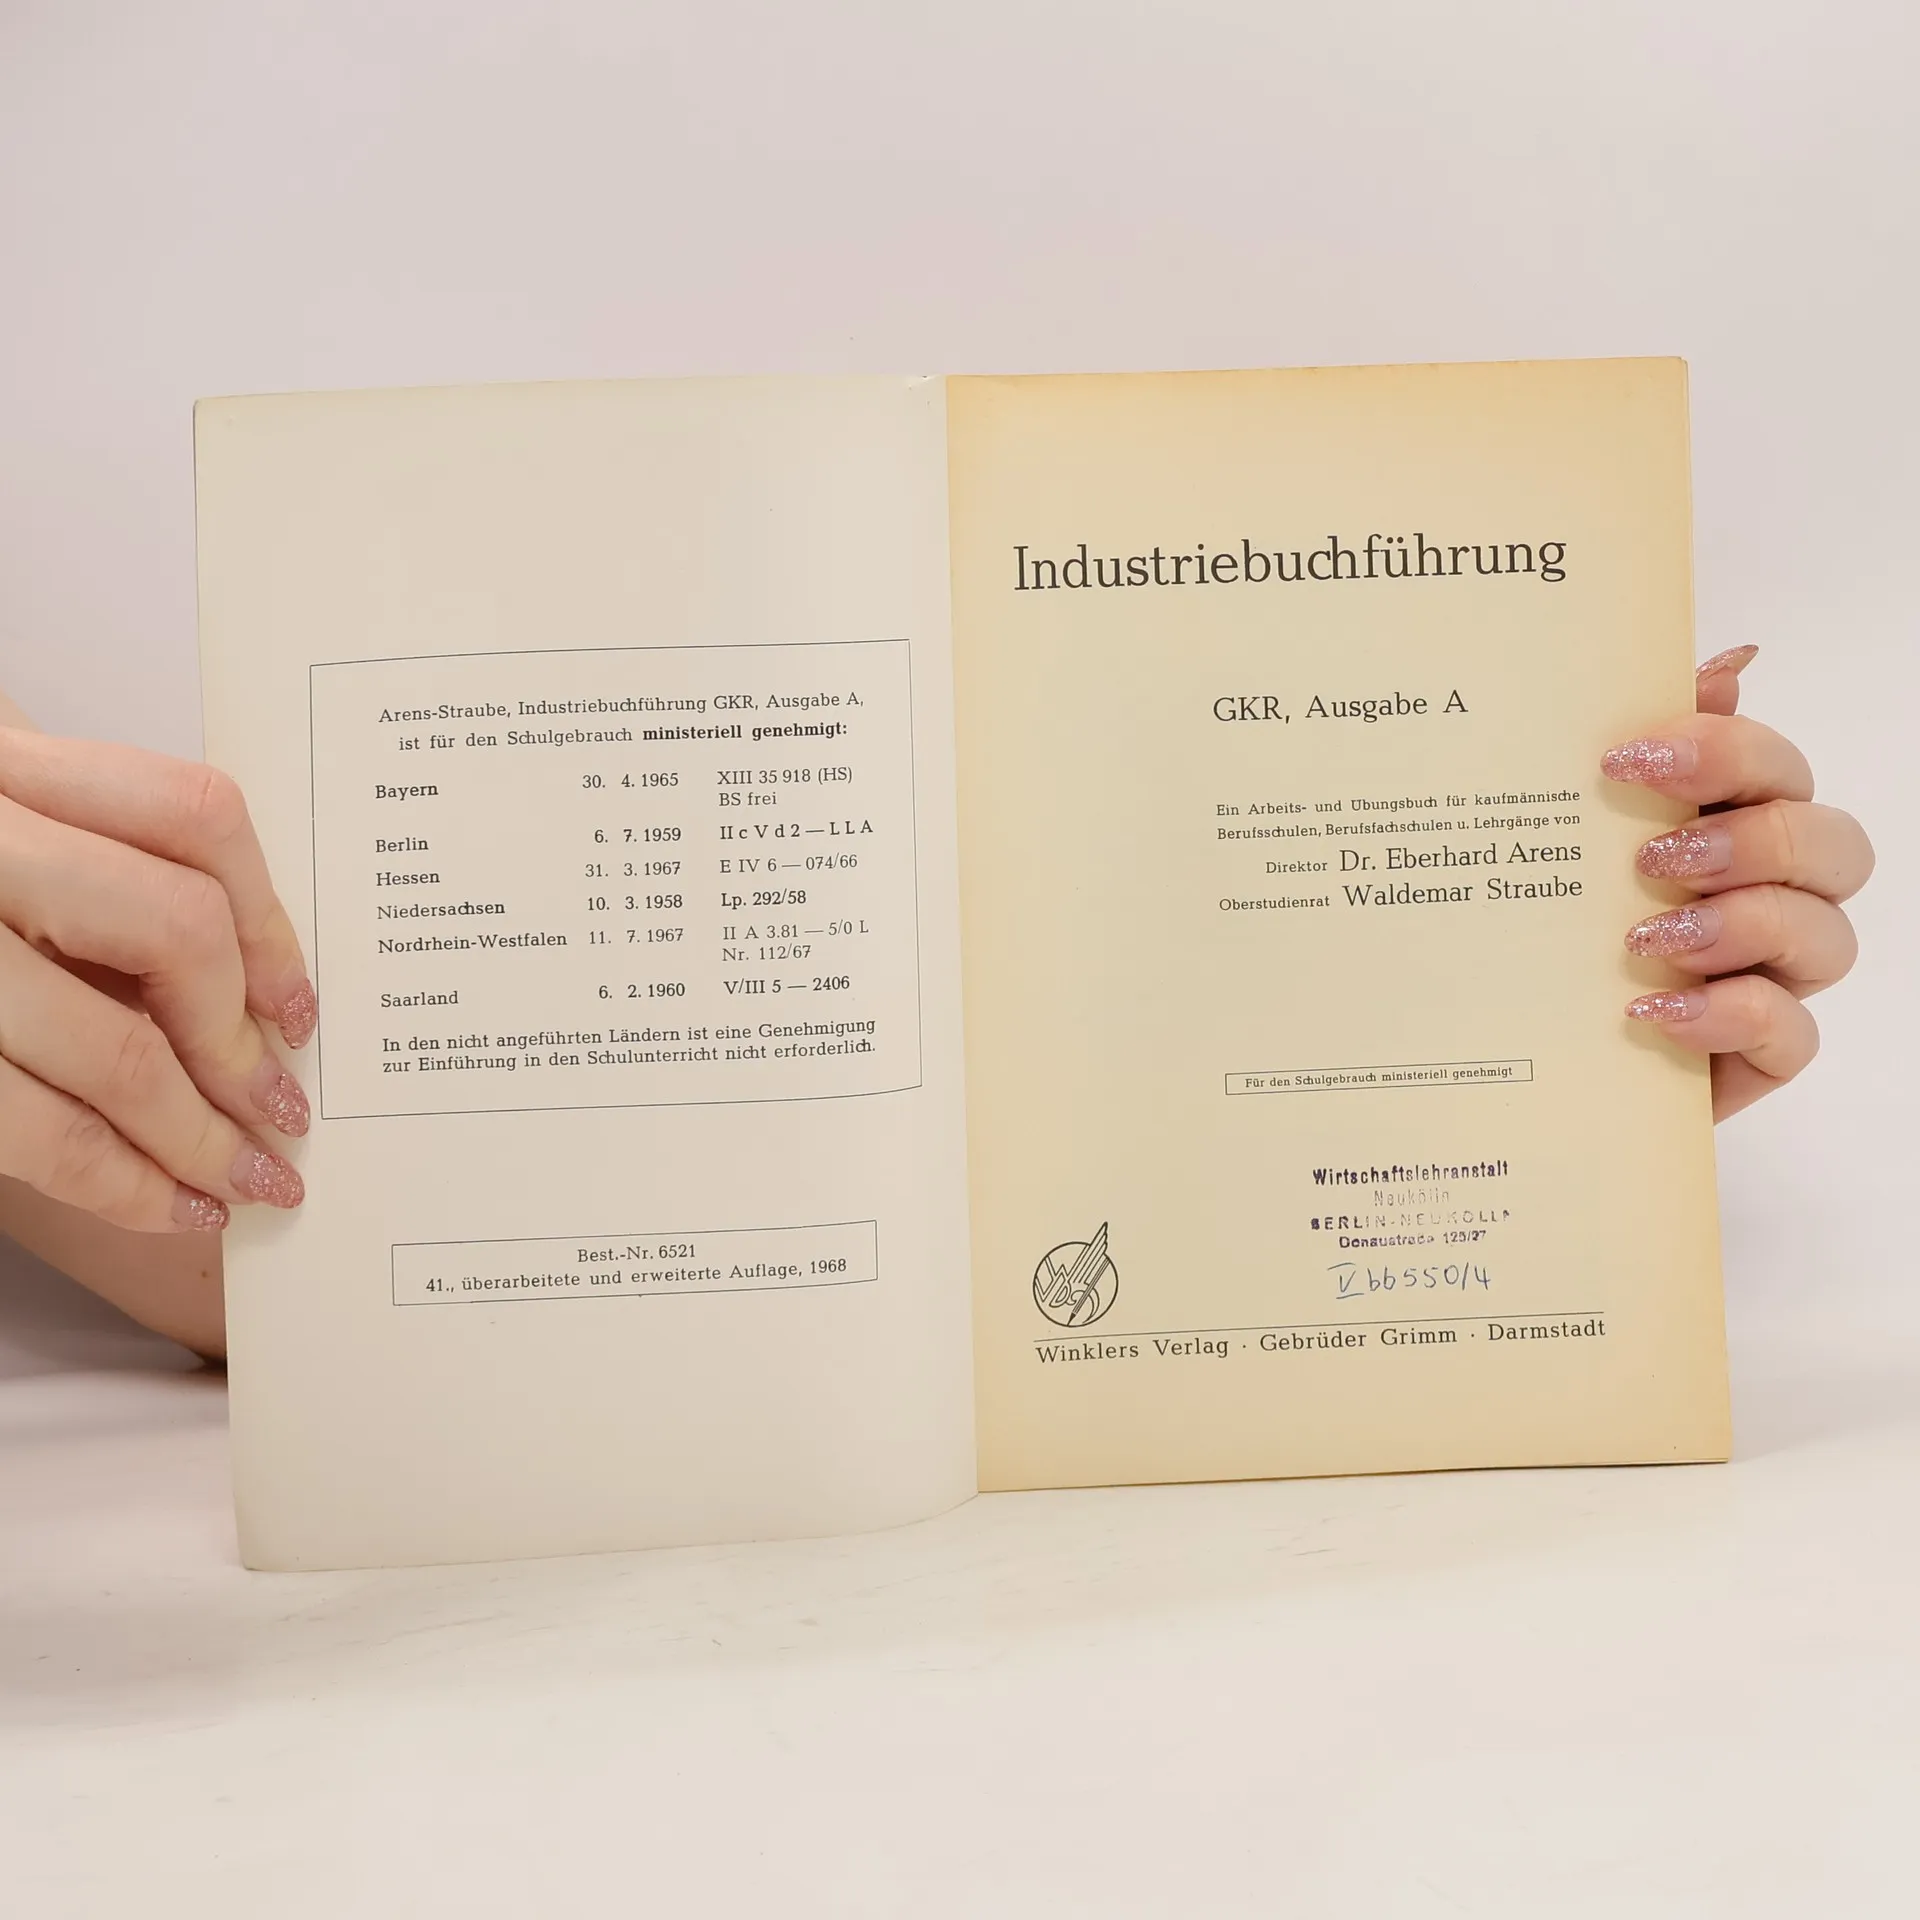 Arens-Straube, Industriebuchführung GKR, Ausgabe A,
ist für den Schulgebrauch ministeriell genehmigt:
Bayern 30. 4. 1965 XIII 35 918 (HS)
BS frei
Berlin 6. 7. 1959 II c V d 2 — L L A
Hessen 31. 3. 1967 E IV 6 — 074/66
Niedersachsen 10. 3. 1958 Lp. 292/58
Nordrhein-Westfalen 11. 7. 1967 II A 3.81 — 5/0 L
Nr. 112/67
Saarland 6. 2. 1960 V/III 5 — 2406
In den nicht angeführten Ländern ist eine Genehmigung
zur Einführung in den Schulunterricht nicht erforderlich.
Best.-Nr. 6521
41., überarbeitete und erweiterte Auflage, 1968
Industriebuchführung
GKR, Ausgabe A
Ein Arbeits- und Übungsbuch für kaufmännische
Berufsschulen, Berufsfachschulen u. Lehrgänge von
Direktor Dr. Eberhard Arens
Oberstudienrat Waldemar Straube
Für den Schulgebrauch ministeriell genehmigt
Wirtschaftslehranstalt
Neukölln
BERLIN-NEUKÖLLN
Donaustraße 125/27
V bb 550/4
Winklers Verlag · Gebrüder Grimm · Darmstadt